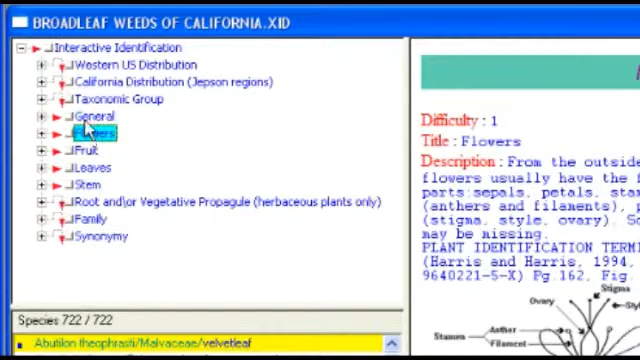 BROADLEAF WEEDS OF CALIFORNIA.XID
Interactive Identification
Western US Distribution
California Distribution (Jepson regions)
Taxonomic Group
General
Flowers
Fruit
Leaves
Stem
Root and\or Vegetative Propagule (herbaceous plants only)
Family
Synonymy
Species 722 / 722
Abutilon theophrasti/Malvaceae/velvetleaf
Difficulty : 1
Title : Flowers
Description : From the outside
flowers usually have the
parts:sepals, petals,
(anthers and filaments),
(stigma, style, ovary).
may be missing.
PLANT IDENTIFICATION
(Harris and Harris, 1994,
9640221-5-X) Pg.162, Fig.
Stigma
Ovary
Anther
Stamen
Filament